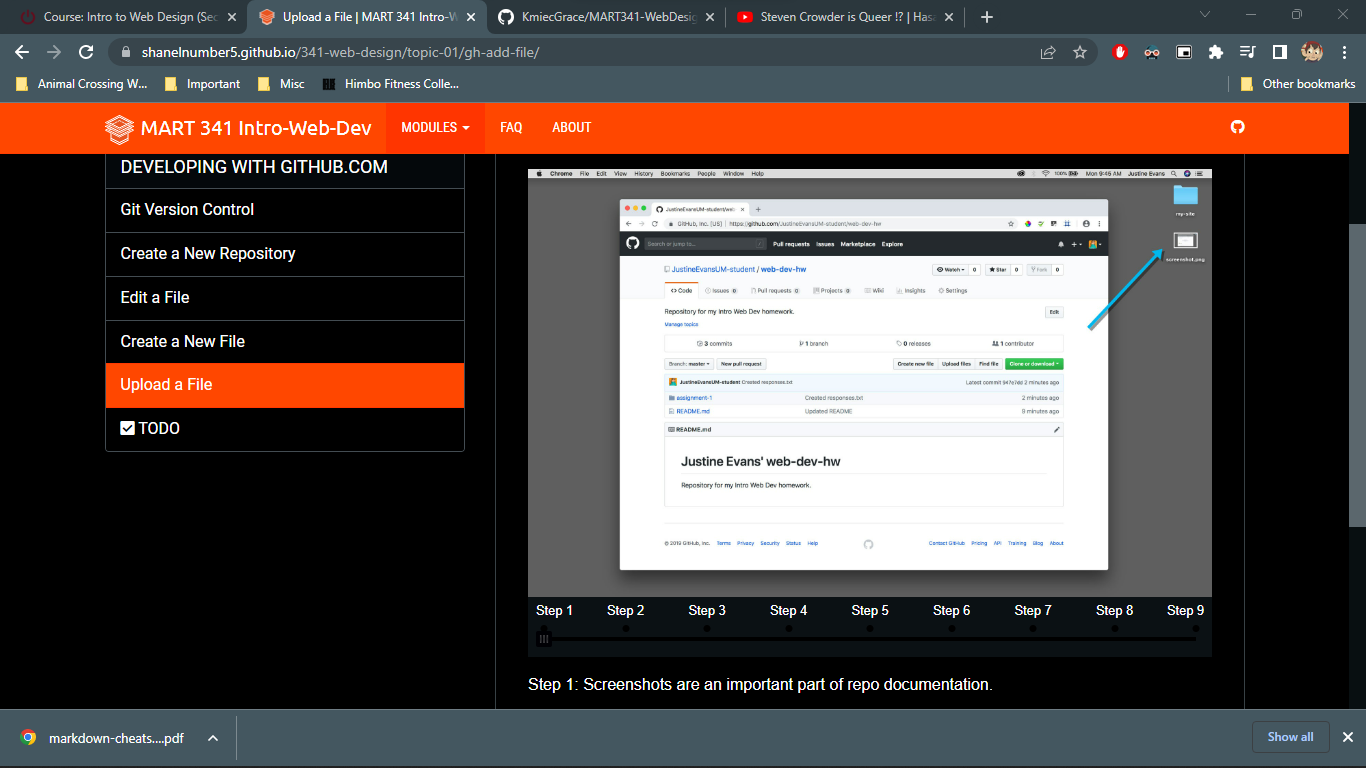 Course: Intro to Web Design (Sec
Upload a File | MART 341 Intro-W
KmiecGrace/MART341-WebDesig
Steven Crowder is Queer !? | Has
shanelnumber5.github.io/341-web-design/topic-01/gh-add-file/
Animal Crossing W...
Important
Misc
Himbo Fitness Colle...
Other bookmarks
MART 341 Intro-Web-Dev
MODULES
FAQ
ABOUT
DEVELOPING WITH GITHUB.COM
Git Version Control
Create a New Repository
Edit a File
Create a New File
Upload a File
TODO
Chrome File Edit View History Bookmarks People Window Help
100% Mon 9:46 AM Justine Evans
my-site
screenshot.png
JustineEvansUM-student/web-
GitHub, Inc. [US] | https://github.com/JustineEvansUM-student/web-dev-hw
Search or jump to... Pull requests Issues Marketplace Explore
JustineEvansUM-student / web-dev-hw
Watch 0 Star 0 Fork 0
Code Issues 0 Pull requests 0 Projects 0 Wiki Insights Settings
Repository for my Intro Web Dev homework. Edit
Manage topics
3 commits 1 branch 0 releases 1 contributor
Branch: master New pull request Create new file Upload files Find file Clone or download
JustineEvansUM-student Created responses.txt Latest commit 947e7dd 2 minutes ago
assignment-1 Created responses.txt 2 minutes ago
README.md Updated README 9 minutes ago
README.md
Justine Evans' web-dev-hw
Repository for my Intro Web Dev homework.
© 2019 GitHub, Inc. Terms Privacy Security Status Help Contact GitHub Pricing API Training Blog About
Step 1 Step 2 Step 3 Step 4 Step 5 Step 6 Step 7 Step 8 Step 9
Step 1: Screenshots are an important part of repo documentation.
markdown-cheats....pdf
Show all